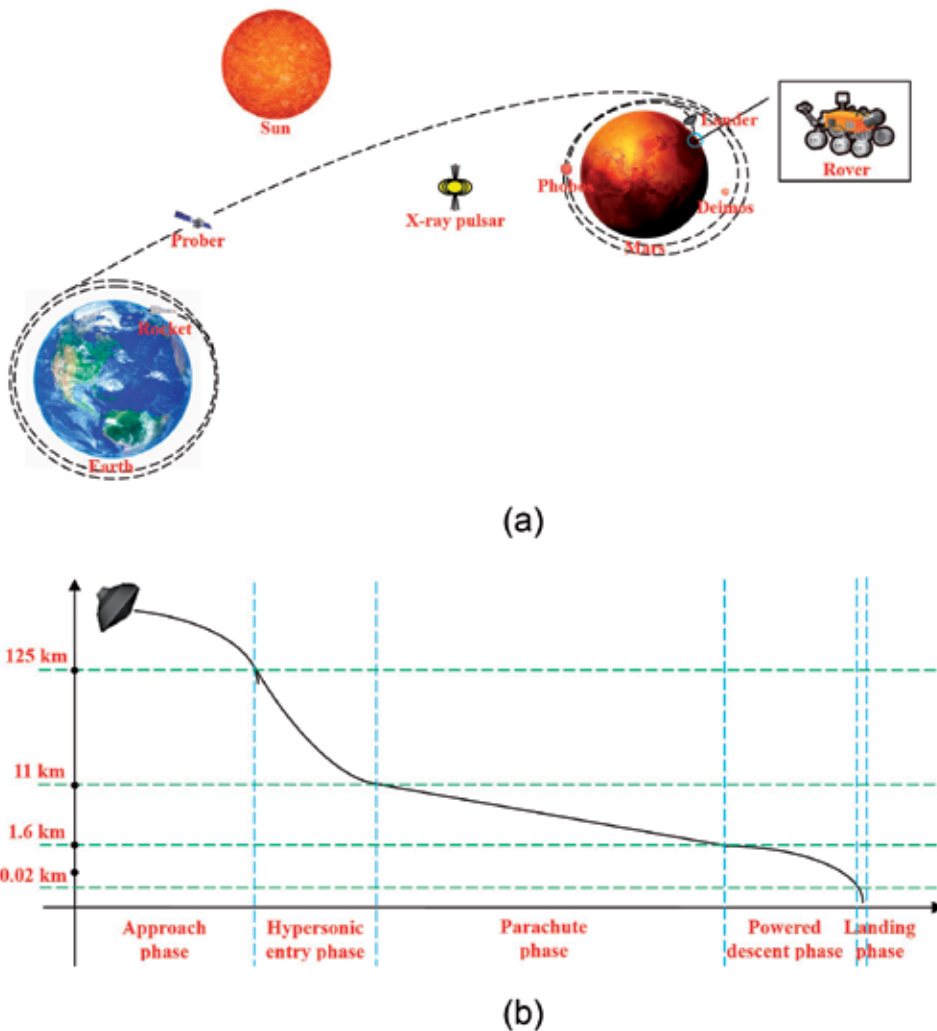 Sun
Lander
Rover
Phobos
Deimos
X-ray pulsar
Mars
Prober
Rocket
Earth
(a)
125 km
11 km
1.6 km
0.02 km
Approach
phase
Hypersonic
entry phase
Parachute
phase
Powered
descent phase
Landing
phase
(b)